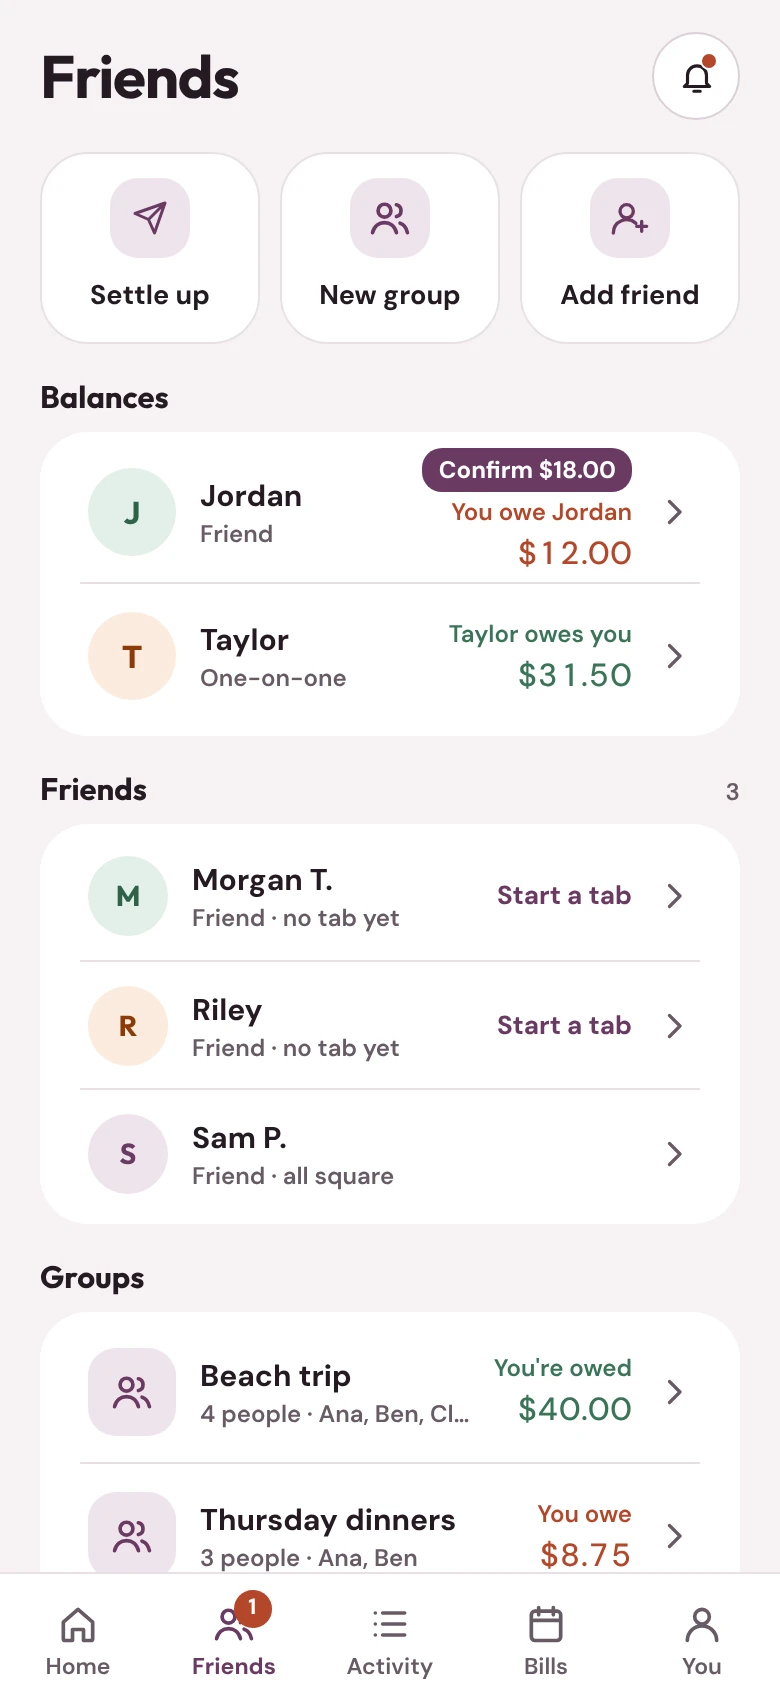 Friends
Settle up
New group
Add friend
Balances
J
Jordan
Friend
Confirm $18.00
You owe Jordan
$12.00
T
Taylor
One-on-one
Taylor owes you
$31.50
Friends
3
M
Morgan T.
Friend · no tab yet
Start a tab
R
Riley
Friend · no tab yet
Start a tab
S
Sam P.
Friend · all square
Groups
Beach trip
4 people · Ana, Ben, Cl...
You're owed
$40.00
Thursday dinners
3 people · Ana, Ben
You owe
$8.75
1
Home
Friends
Activity
Bills
You